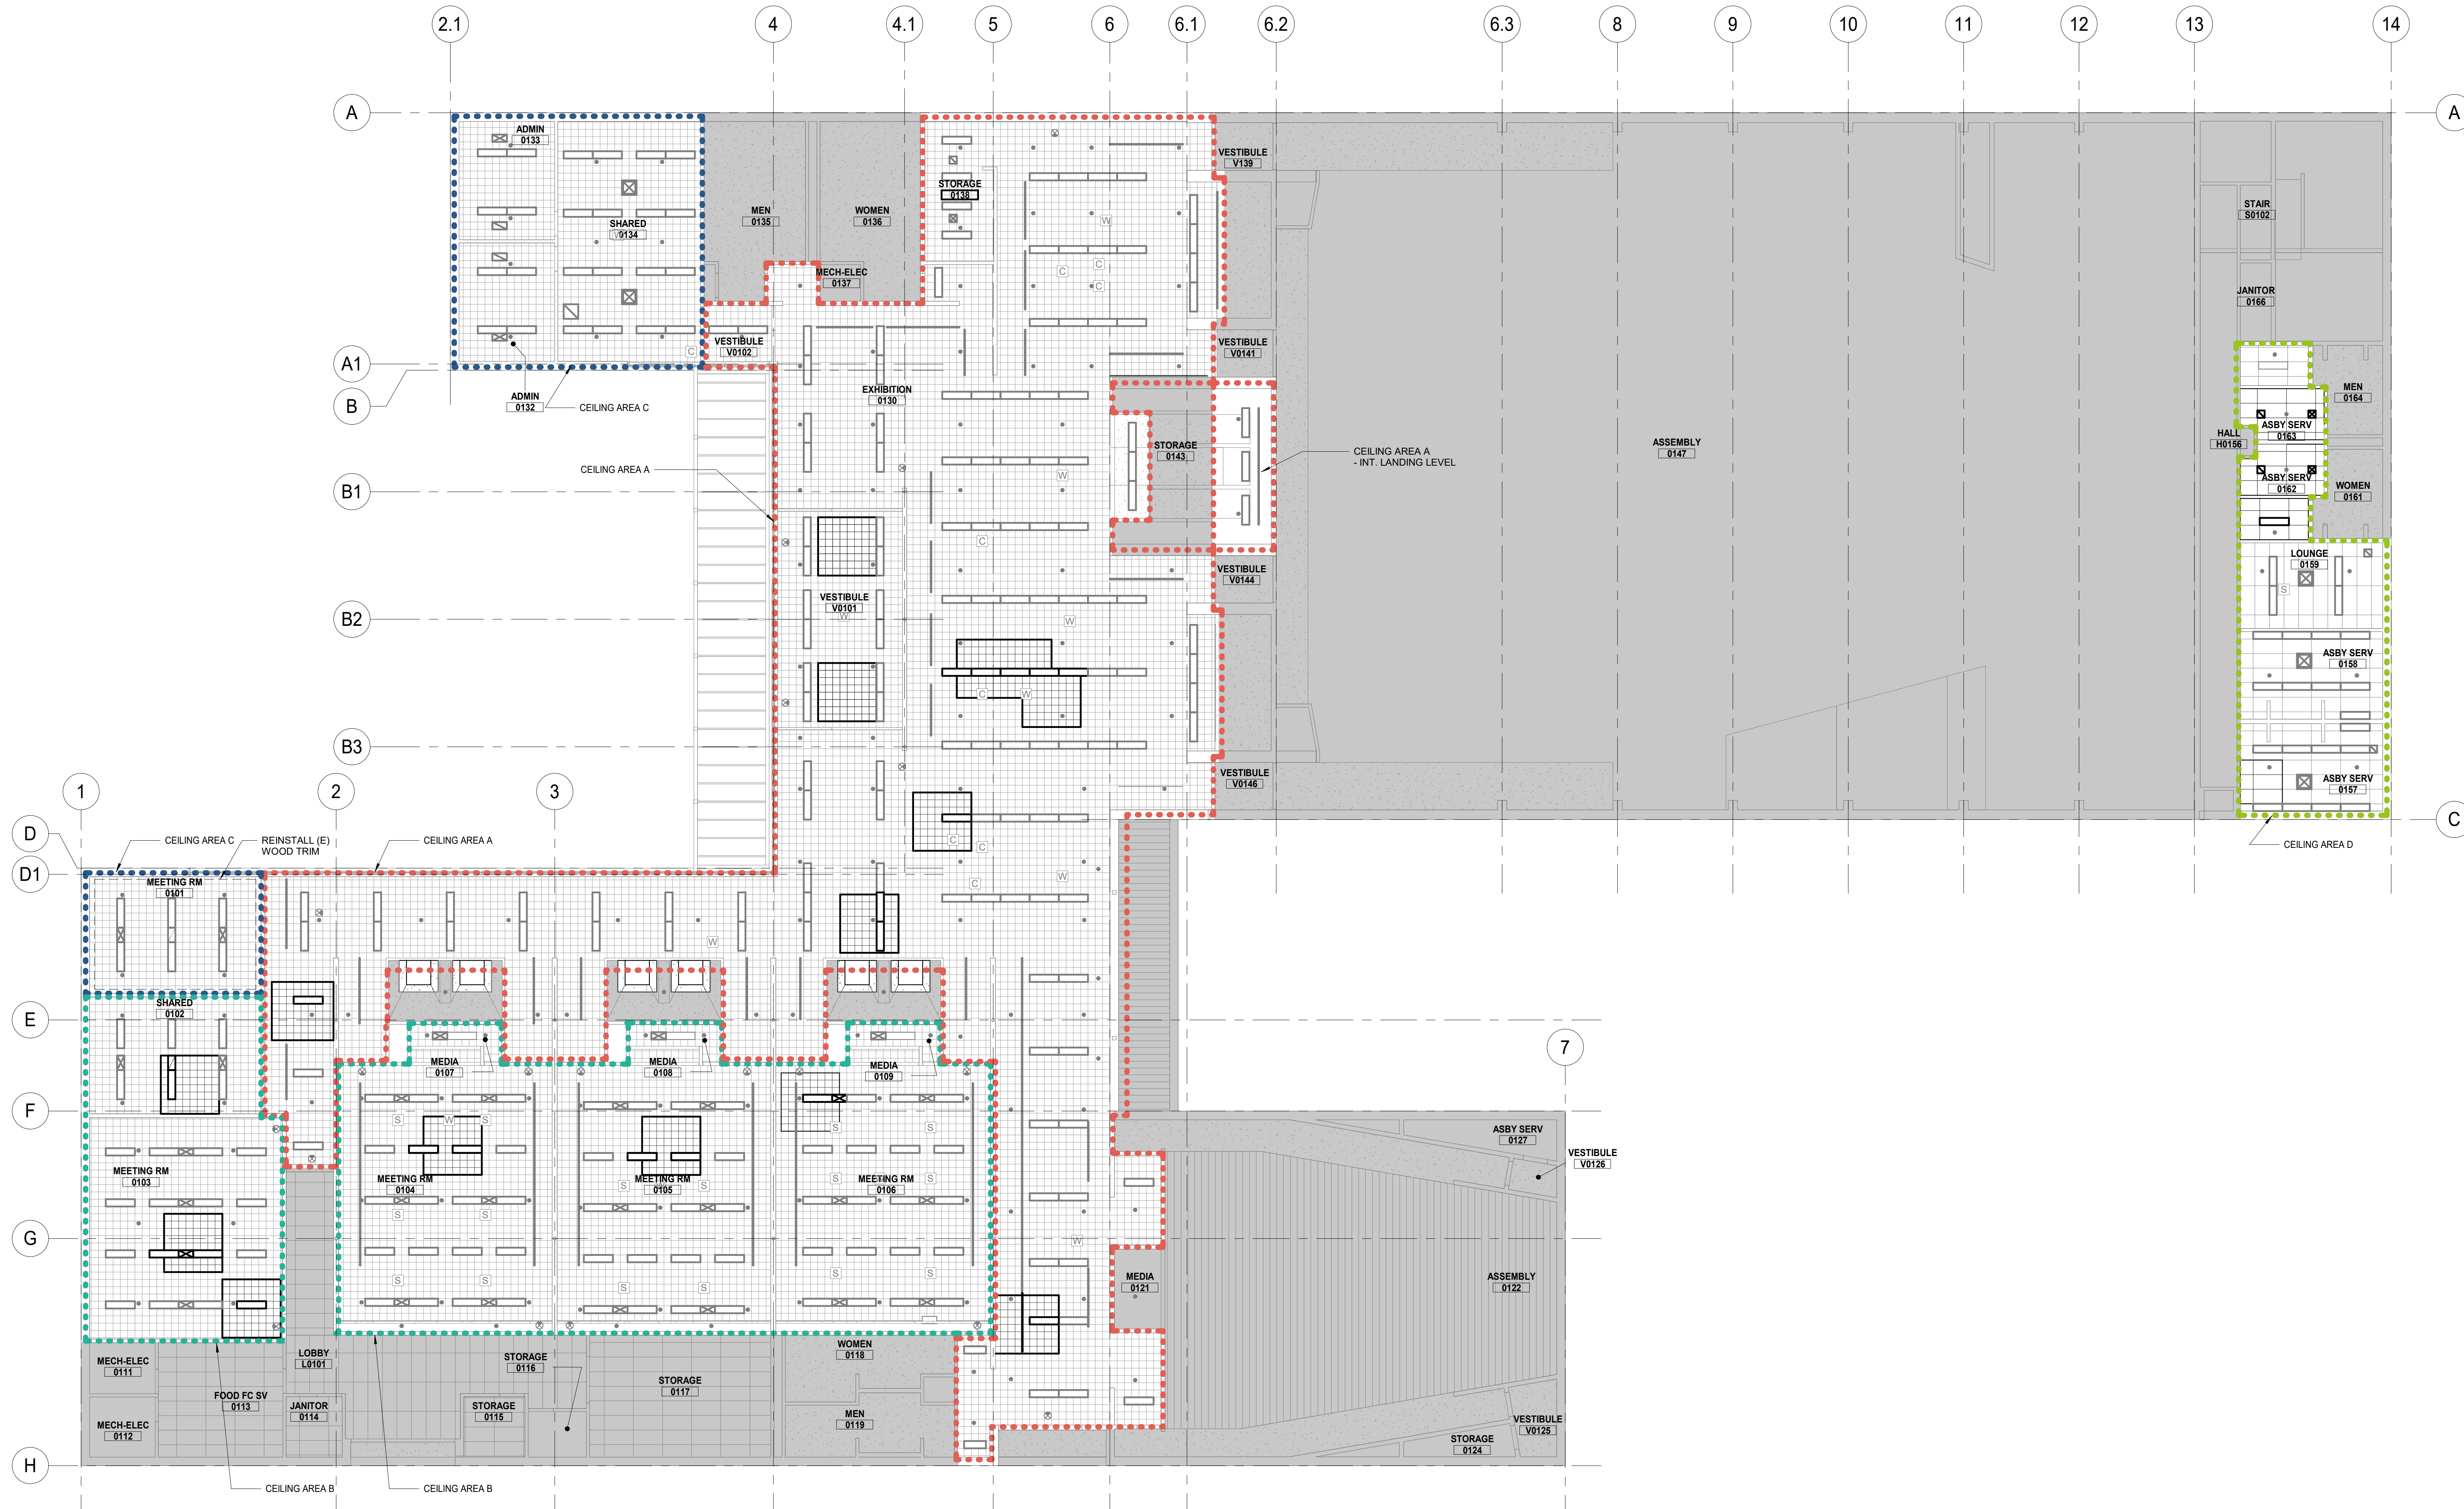 2.1
4
4.1
5
6
6.1
6.2
6.3
8
9
10
11
12
13
14
A
A
ADMIN
0133
SHARED
0134
MEN
0135
WOMEN
0136
MECH-ELEC
0137
STORAGE
0138
VESTIBULE
V139
STAIR
S0102
JANITOR
0166
W
C
C
C
C
A1
VESTIBULE
V0102
VESTIBULE
V0141
B
ADMIN
0132
CEILING AREA C
EXHIBITION
0130
MEN
0164
HALL
H0156
ASBY SERV
0163
CEILING AREA A
STORAGE
0143
CEILING AREA A
- INT. LANDING LEVEL
ASSEMBLY
0147
W
B1
ASBY SERV
0162
WOMEN
0161
C
LOUNGE
0159
S
VESTIBULE
V0144
B2
VESTIBULE
V0101
W
W
ASBY SERV
0158
C
W
B3
VESTIBULE
V0146
ASBY SERV
0157
1
2
3
D
C
CEILING AREA C
REINSTALL (E)
WOOD TRIM
CEILING AREA A
CEILING AREA D
C
C
D1
MEETING RM
0101
C
W
W
SHARED
0102
E
7
MEDIA
0107
MEDIA
0108
MEDIA
0109
F
S
W
S
S
S
ASBY SERV
0127
VESTIBULE
V0126
MEETING RM
0103
MEETING RM
0104
MEETING RM
0105
MEETING RM
0106
S
S
S
S
S
S
G
W
S
S
S
S
S
S
MEDIA
0121
ASSEMBLY
0122
MECH-ELEC
0111
LOBBY
L0101
STORAGE
0116
STORAGE
0117
WOMEN
0118
FOOD FC SV
0113
JANITOR
0114
STORAGE
0115
MEN
0119
MECH-ELEC
0112
STORAGE
0124
VESTIBULE
V0125
H
CEILING AREA B
CEILING AREA B